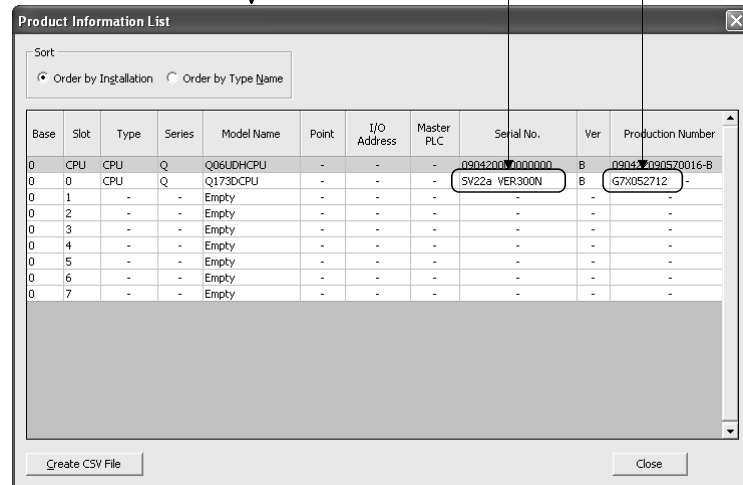 Product Information List
Sort
Order by Installation Order by Type Name
Base Slot Type Series Model Name Point I/O Address Master PLC Serial No. Ver Production Number
0 CPU CPU Q Q06UDHCPU - - - 090420000000000 B 090422090570016-B
0 0 CPU Q Q173DCPU - - - SV22a VER300N B G7X052712 -
0 1 - - Empty - - - - - -
0 2 - - Empty - - - - - -
0 3 - - Empty - - - - - -
0 4 - - Empty - - - - - -
0 5 - - Empty - - - - - -
0 6 - - Empty - - - - - -
0 7 - - Empty - - - - - -
Create CSV File Close